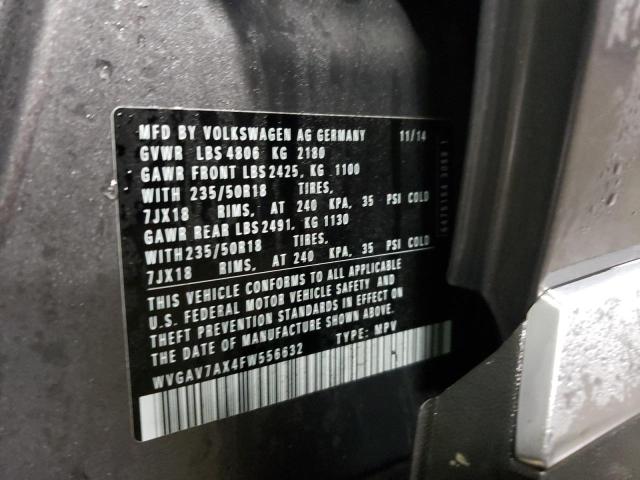 MFD BY VOLKSWAGEN AG GERMANY 11/14
GVWR LBS 4806 KG 2180
GAWR FRONT LBS 2425, KG 1100
WITH 235/50R18 TIRES,
7JX18 RIMS, AT 240 KPA, 35 PSI COLD
GAWR REAR LBS 2491, KG 1130
WITH 235/50R18 TIRES,
7JX18 RIMS, AT 240 KPA, 35 PSI COLD
THIS VEHICLE CONFORMS TO ALL APPLICABLE
U.S. FEDERAL MOTOR VEHICLE SAFETY AND
THEFT PREVENTION STANDARDS IN EFFECT ON
THE DATE OF MANUFACTURE SHOWN ABOVE.
WVGAV7AX4FW556632 TYPE: MPV